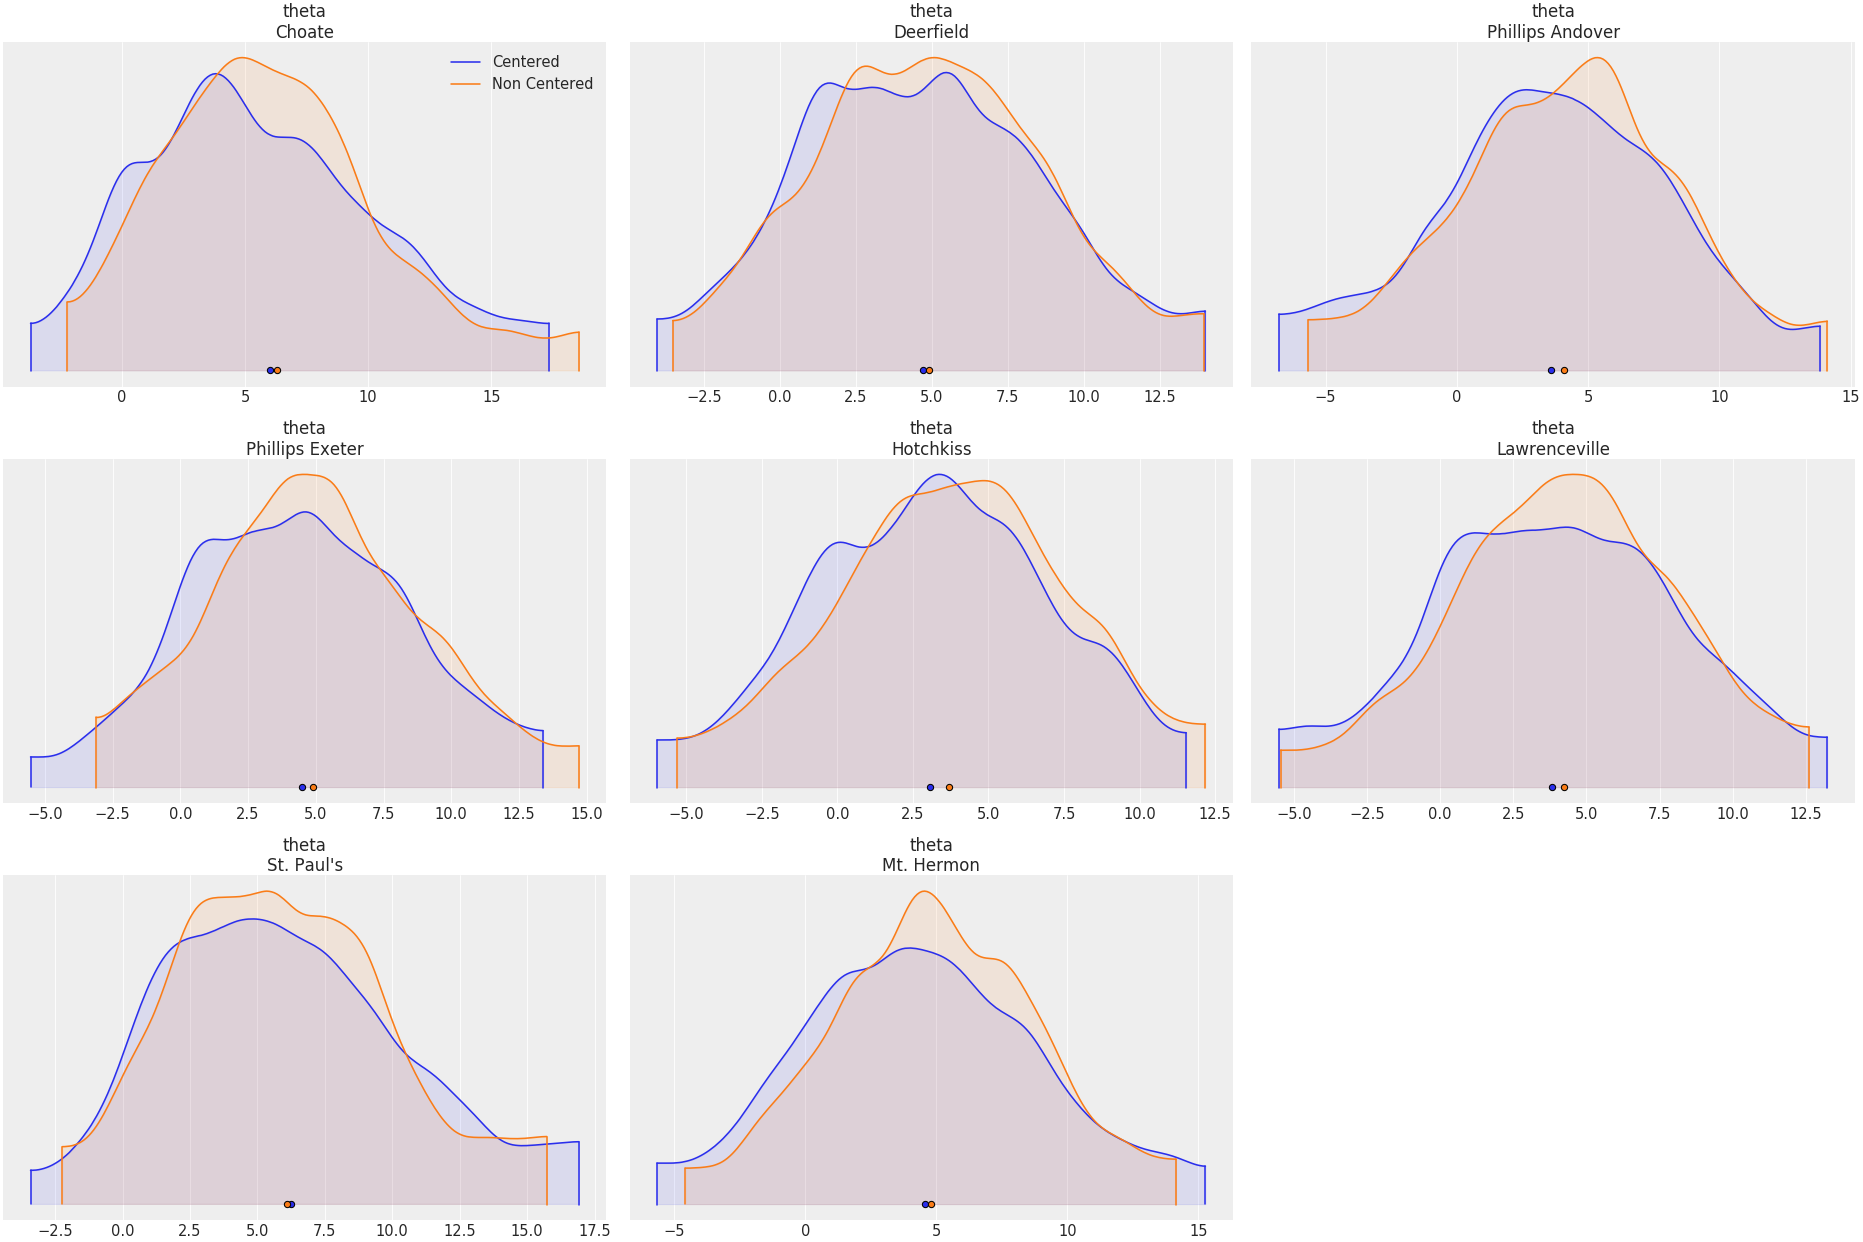 theta
Choate
Centered
Non Centered
0 5 10 15
theta
Deerfield
−2.5 0.0 2.5 5.0 7.5 10.0 12.5
theta
Phillips Andover
−5 0 5 10 15
theta
Phillips Exeter
−5.0 −2.5 0.0 2.5 5.0 7.5 10.0 12.5 15.0
theta
Hotchkiss
−5.0 −2.5 0.0 2.5 5.0 7.5 10.0 12.5
theta
Lawrenceville
−5.0 −2.5 0.0 2.5 5.0 7.5 10.0 12.5
theta
St. Paul's
−2.5 0.0 2.5 5.0 7.5 10.0 12.5 15.0 17.5
theta
Mt. Hermon
−5 0 5 10 15